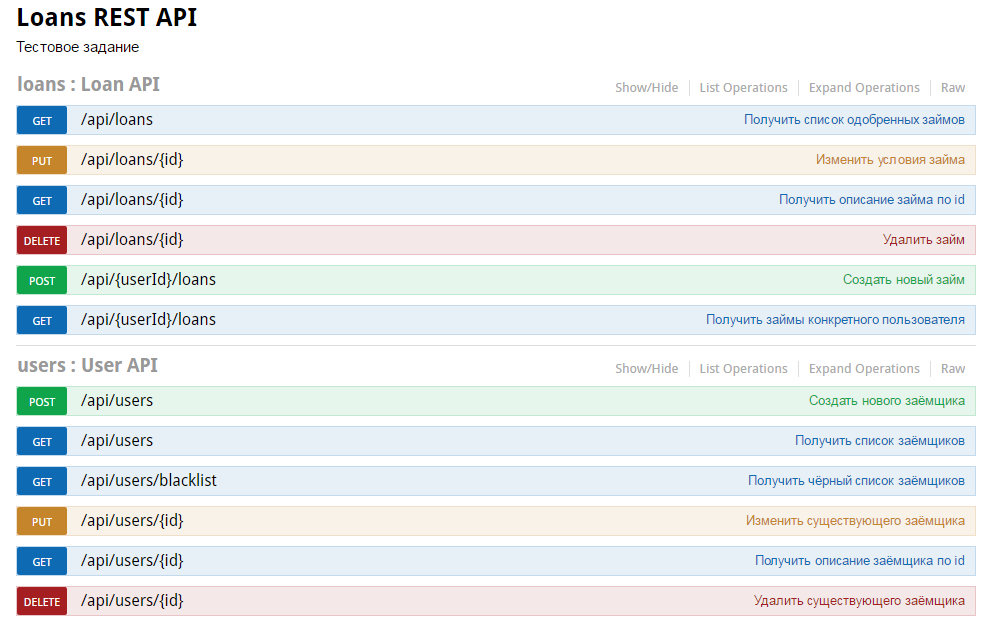 Loans REST API
Тестовое задание
loans : Loan API Show/Hide List Operations Expand Operations Raw
GET /api/loans Получить список одобренных займов
PUT /api/loans/{id} Изменить условия займа
GET /api/loans/{id} Получить описание займа по id
DELETE /api/loans/{id} Удалить займ
POST /api/{userId}/loans Создать новый займ
GET /api/{userId}/loans Получить займы конкретного пользователя
users : User API Show/Hide List Operations Expand Operations Raw
POST /api/users Создать нового заёмщика
GET /api/users Получить список заёмщиков
GET /api/users/blacklist Получить чёрный список заёмщиков
PUT /api/users/{id} Изменить существующего заёмщика
GET /api/users/{id} Получить описание заёмщика по id
DELETE /api/users/{id} Удалить существующего заёмщика